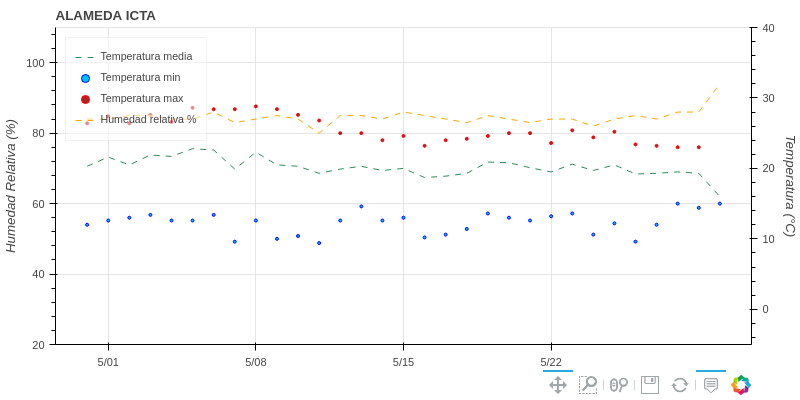 ALAMEDA ICTA
Temperatura media
Temperatura min
Temperatura max
Humedad relativa %
Humedad Relativa (%)
100
80
60
40
20
Temperatura (°C)
40
30
20
10
0
5/01
5/08
5/15
5/22